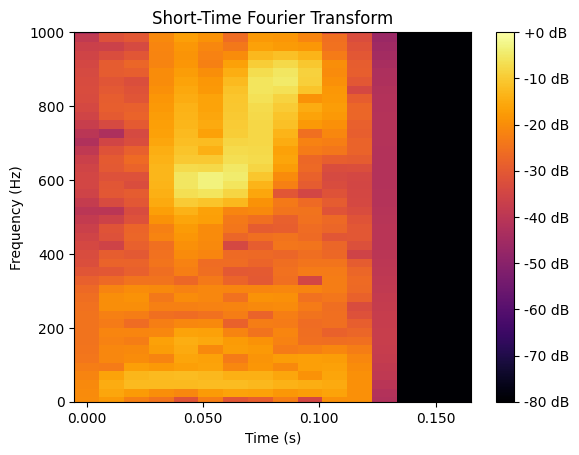 Short-Time Fourier Transform
1000
800
600
400
200
0
Frequency (Hz)
0.000
0.050
0.100
0.150
Time (s)
+0 dB
-10 dB
-20 dB
-30 dB
-40 dB
-50 dB
-60 dB
-70 dB
-80 dB